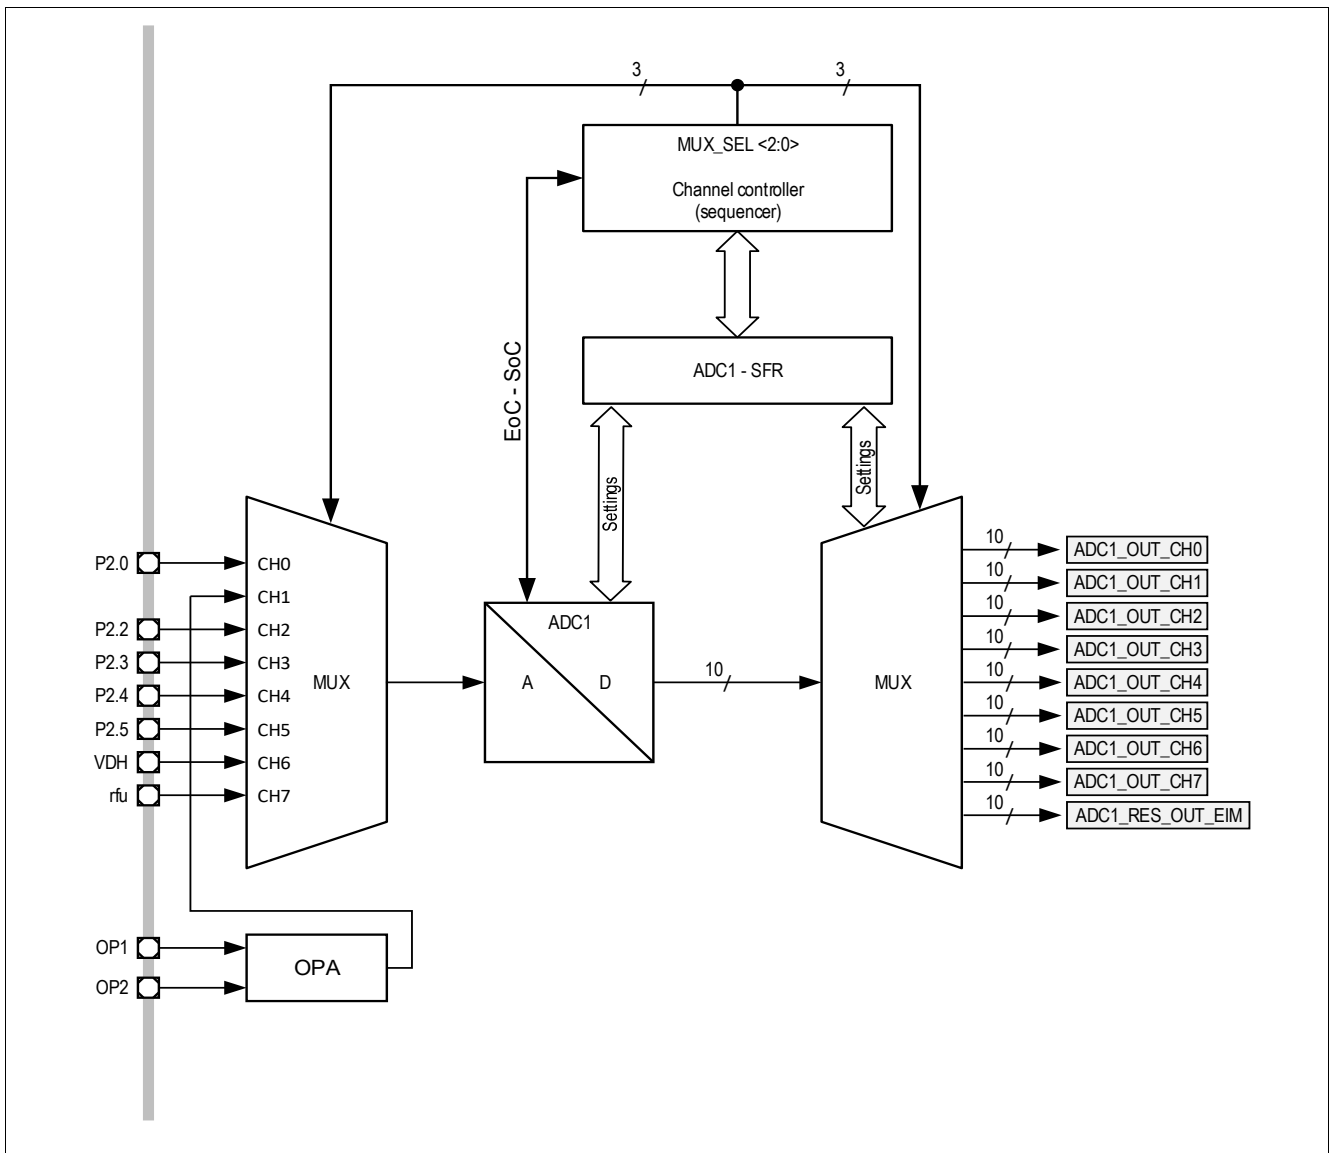 3
3
MUX_SEL <2:0>
Channel controller
(sequencer)
EoC - SoC
ADC1 - SFR
Settings
Settings
P2.0
P2.2
P2.3
P2.4
P2.5
VDH
rfu
CH0
CH1
CH2
CH3
CH4
CH5
CH6
CH7
MUX
ADC1
A
D
10
MUX
10
ADC1_OUT_CH0
10
ADC1_OUT_CH1
10
ADC1_OUT_CH2
10
ADC1_OUT_CH3
10
ADC1_OUT_CH4
10
ADC1_OUT_CH5
10
ADC1_OUT_CH6
10
ADC1_OUT_CH7
10
ADC1_RES_OUT_EIM
OP1
OP2
OPA